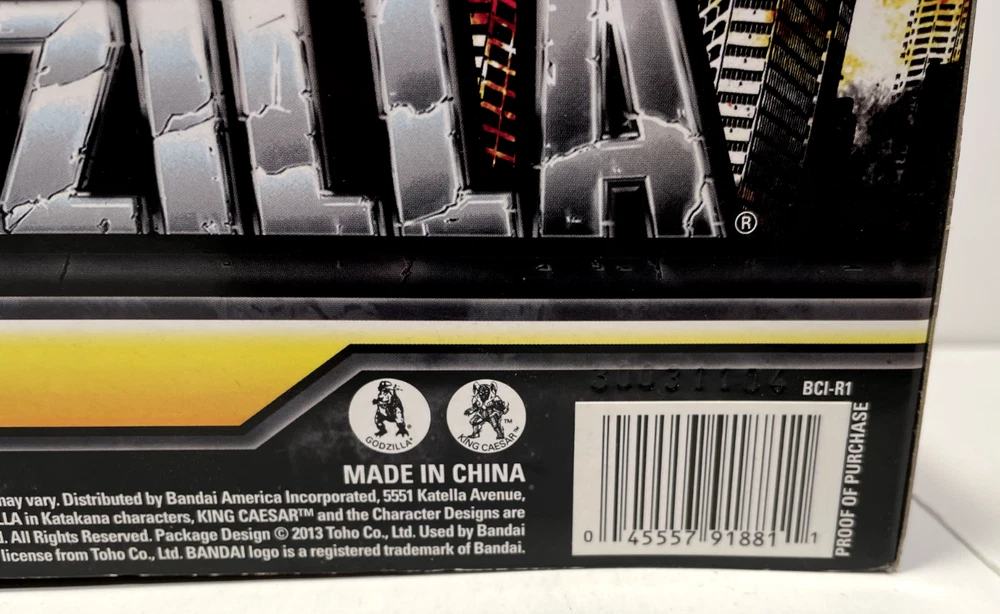 ZILLA®
BCI-R1
GODZILLA™
KING CAESAR™
MADE IN CHINA
may vary. Distributed by Bandai America Incorporated, 5551 Katella Avenue,
LLA in Katakana characters, KING CAESAR™ and the Character Designs are
d. All Rights Reserved. Package Design © 2013 Toho Co., Ltd. Used by Bandai
license from Toho Co., Ltd. BANDAI logo is a registered trademark of Bandai.
0 45557 91881 1
PROOF OF PURCHASE